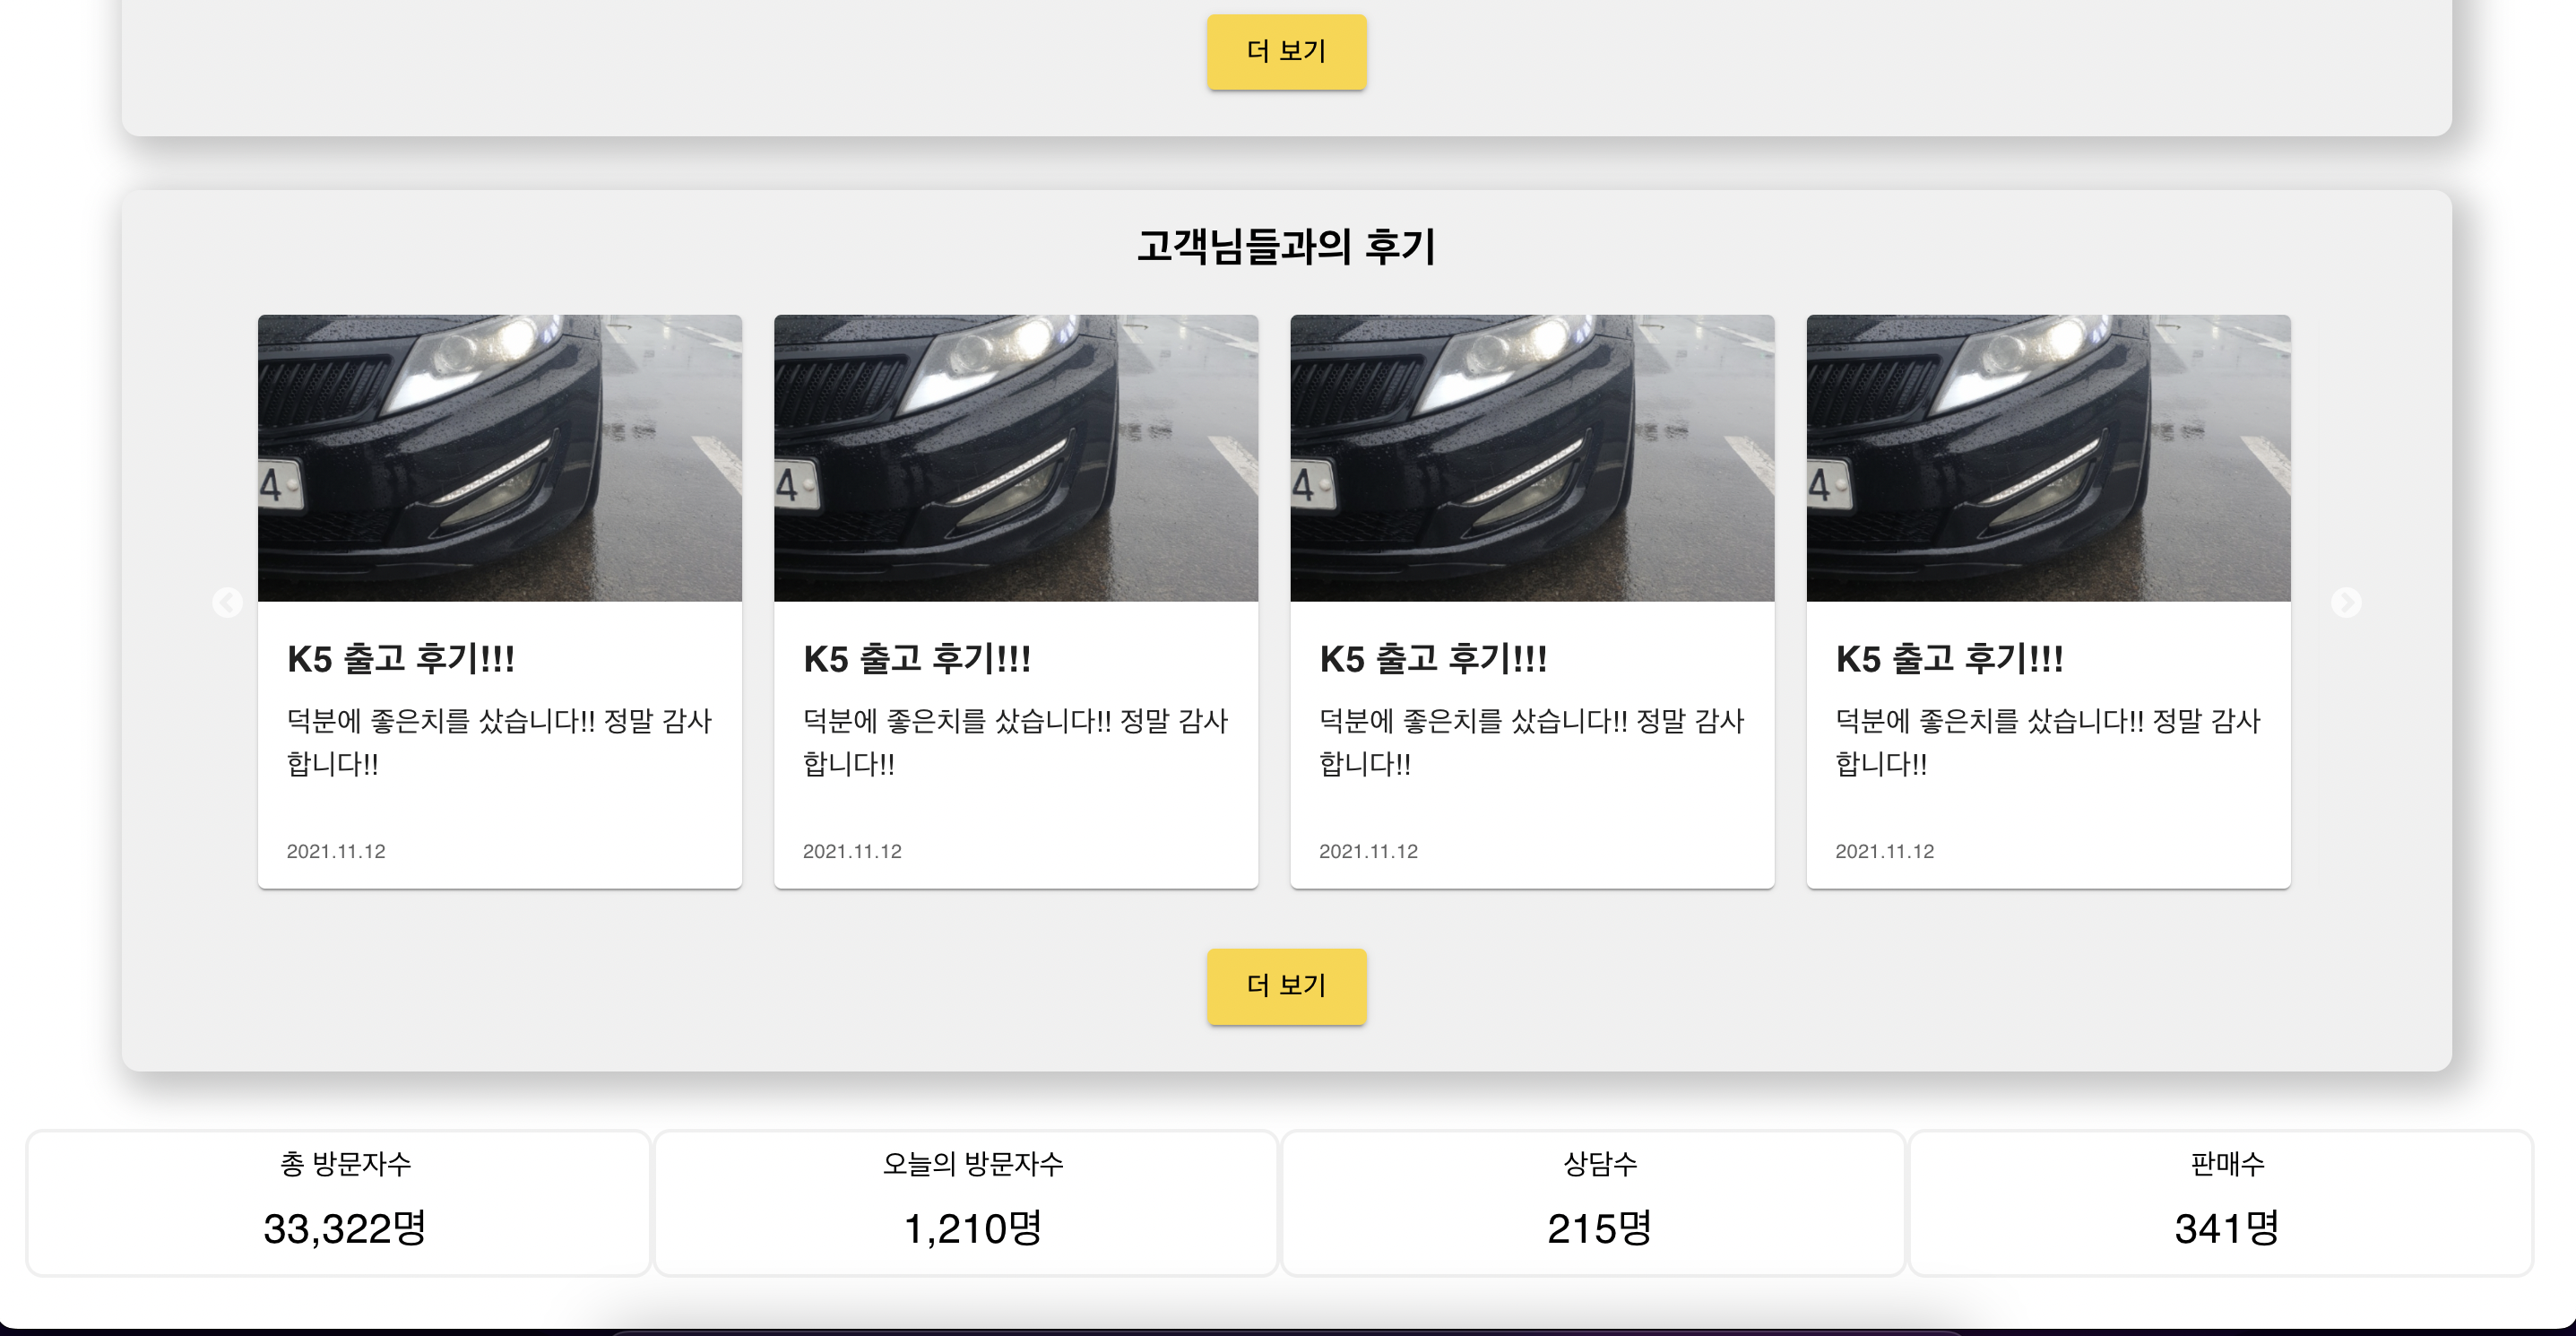 더 보기
고객님들과의 후기
4
4
4
4
K5 출고 후기!!!
덕분에 좋은치를 샀습니다!! 정말 감사
합니다!!
2021.11.12
K5 출고 후기!!!
덕분에 좋은치를 샀습니다!! 정말 감사
합니다!!
2021.11.12
K5 출고 후기!!!
덕분에 좋은치를 샀습니다!! 정말 감사
합니다!!
2021.11.12
K5 출고 후기!!!
덕분에 좋은치를 샀습니다!! 정말 감사
합니다!!
2021.11.12
더 보기
총 방문자수
33,322명
오늘의 방문자수
1,210명
상담수
215명
판매수
341명